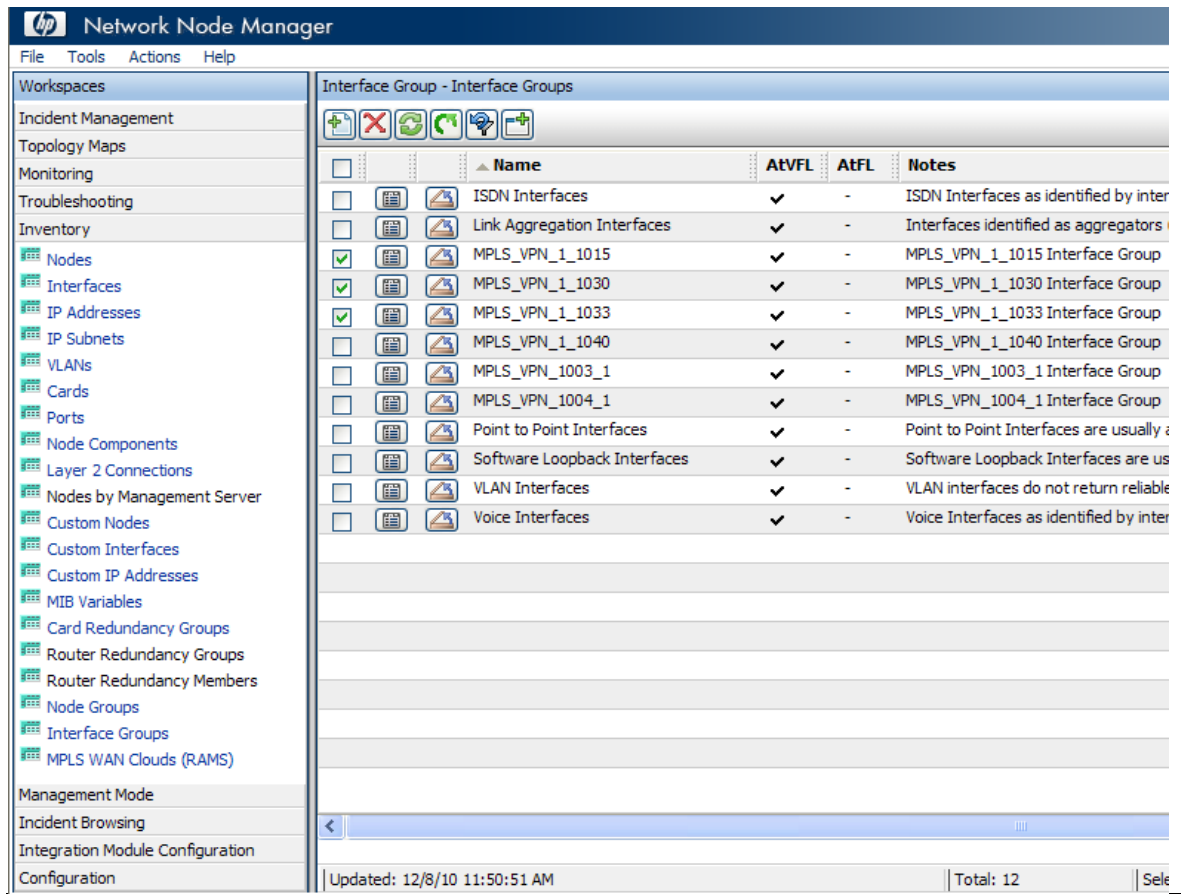 hp Network Node Manager
File Tools Actions Help
Workspaces
Incident Management
Topology Maps
Monitoring
Troubleshooting
Inventory
Nodes
Interfaces
IP Addresses
IP Subnets
VLANs
Cards
Ports
Node Components
Layer 2 Connections
Nodes by Management Server
Custom Nodes
Custom Interfaces
Custom IP Addresses
MIB Variables
Card Redundancy Groups
Router Redundancy Groups
Router Redundancy Members
Node Groups
Interface Groups
MPLS WAN Clouds (RAMS)
Management Mode
Incident Browsing
Integration Module Configuration
Configuration
Interface Group - Interface Groups
Name AtVFL AtFL Notes
ISDN Interfaces - ISDN Interfaces as identified by inter
Link Aggregation Interfaces - Interfaces identified as aggregators
MPLS_VPN_1_1015 - MPLS_VPN_1_1015 Interface Group
MPLS_VPN_1_1030 - MPLS_VPN_1_1030 Interface Group
MPLS_VPN_1_1033 - MPLS_VPN_1_1033 Interface Group
MPLS_VPN_1_1040 - MPLS_VPN_1_1040 Interface Group
MPLS_VPN_1003_1 - MPLS_VPN_1003_1 Interface Group
MPLS_VPN_1004_1 - MPLS_VPN_1004_1 Interface Group
Point to Point Interfaces - Point to Point Interfaces are usually a
Software Loopback Interfaces - Software Loopback Interfaces are us
VLAN Interfaces - VLAN interfaces do not return reliable
Voice Interfaces - Voice Interfaces as identified by inter
Updated: 12/8/10 11:50:51 AM Total: 12 Sele